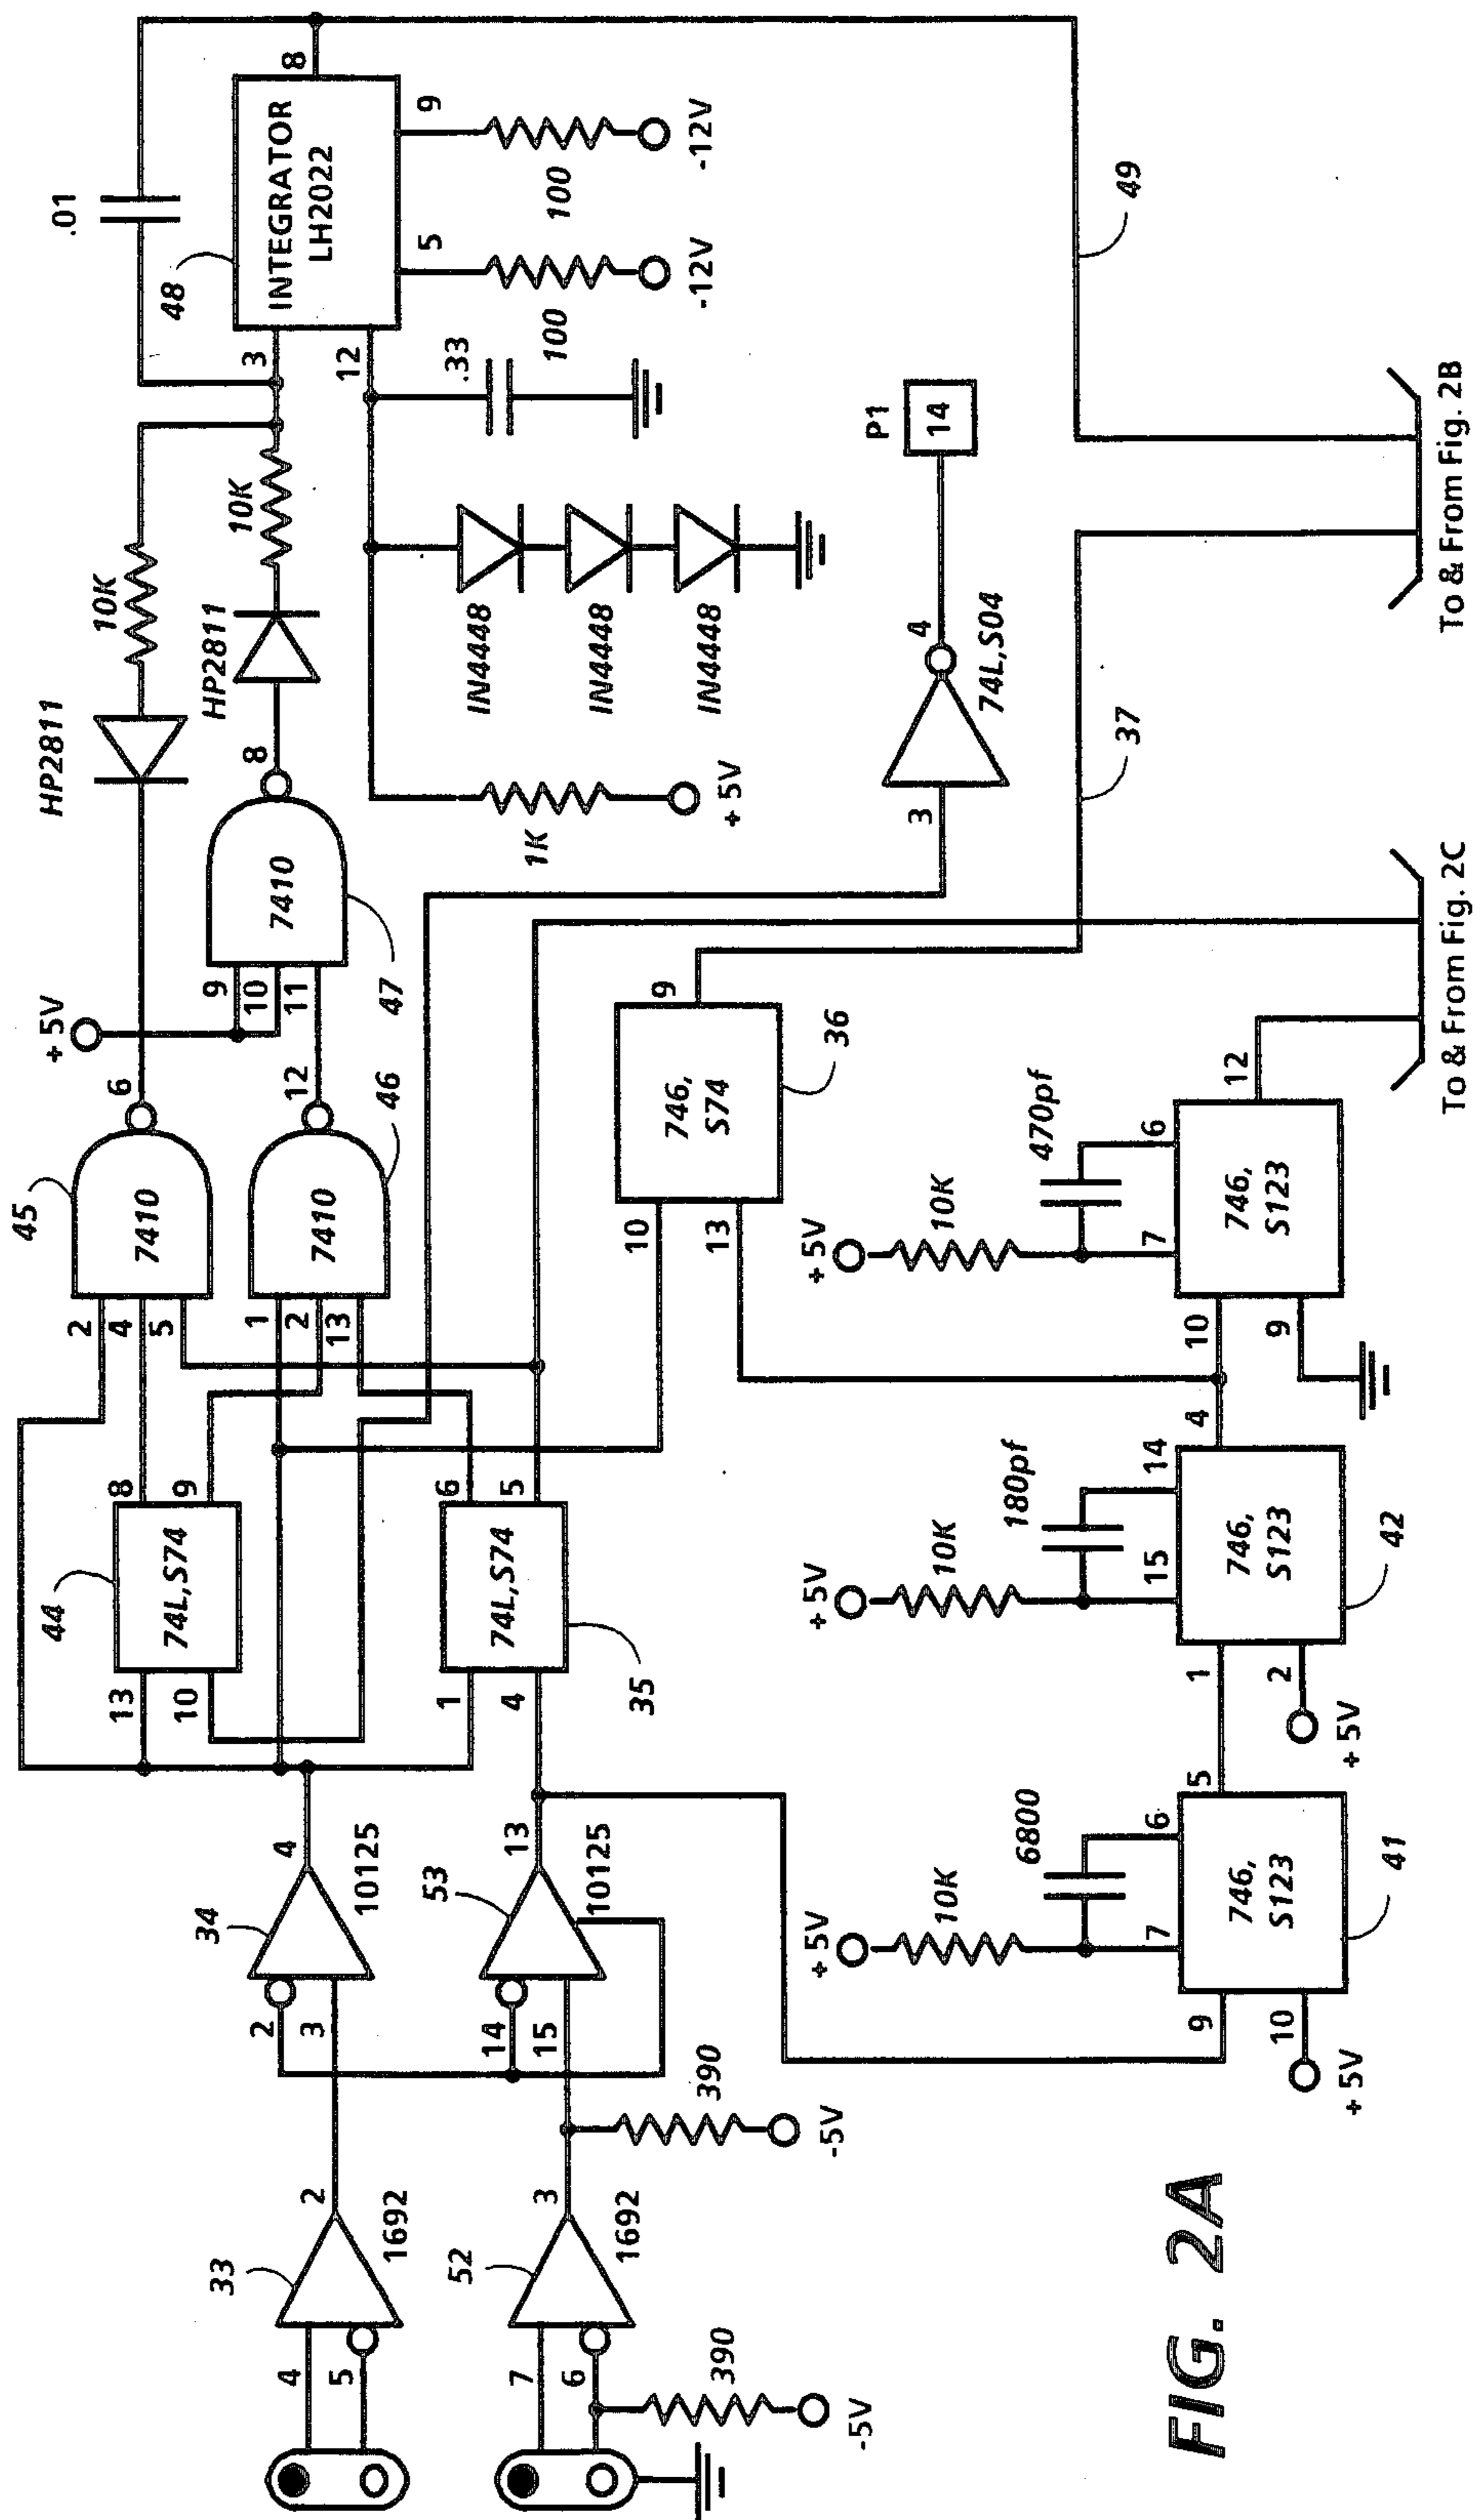 .01
48
INTEGRATOR
LH2022
8
3
12
5
9
100
100
-12V
-12V
.33
10K
HP2811
10K
HP2811
49
+5V
6
45
7410
2
4
5
8
7410
9
10
11
47
12
46
7410
1
2
13
IN4448
IN4448
IN4448
1K
+5V
P1
14
4
74L,S04
3
37
44
74L,S74
8
9
13
10
74L,S74
6
5
1
4
35
746,
S74
9
36
10
13
33
4
5
2
1692
34
2
3
4
10125
52
7
6
3
1692
53
14
15
13
10125
390
-5V
390
-5V
+5V
10K
6800
7
6
746,
S123
9
10
5
+5V
41
+5V
10K
180pf
15
14
746,
S123
1
2
4
+5V
42
+5V
10K
470pf
7
6
746,
S123
10
9
12
To & From Fig. 2C
To & From Fig. 2B
FIG. 2A